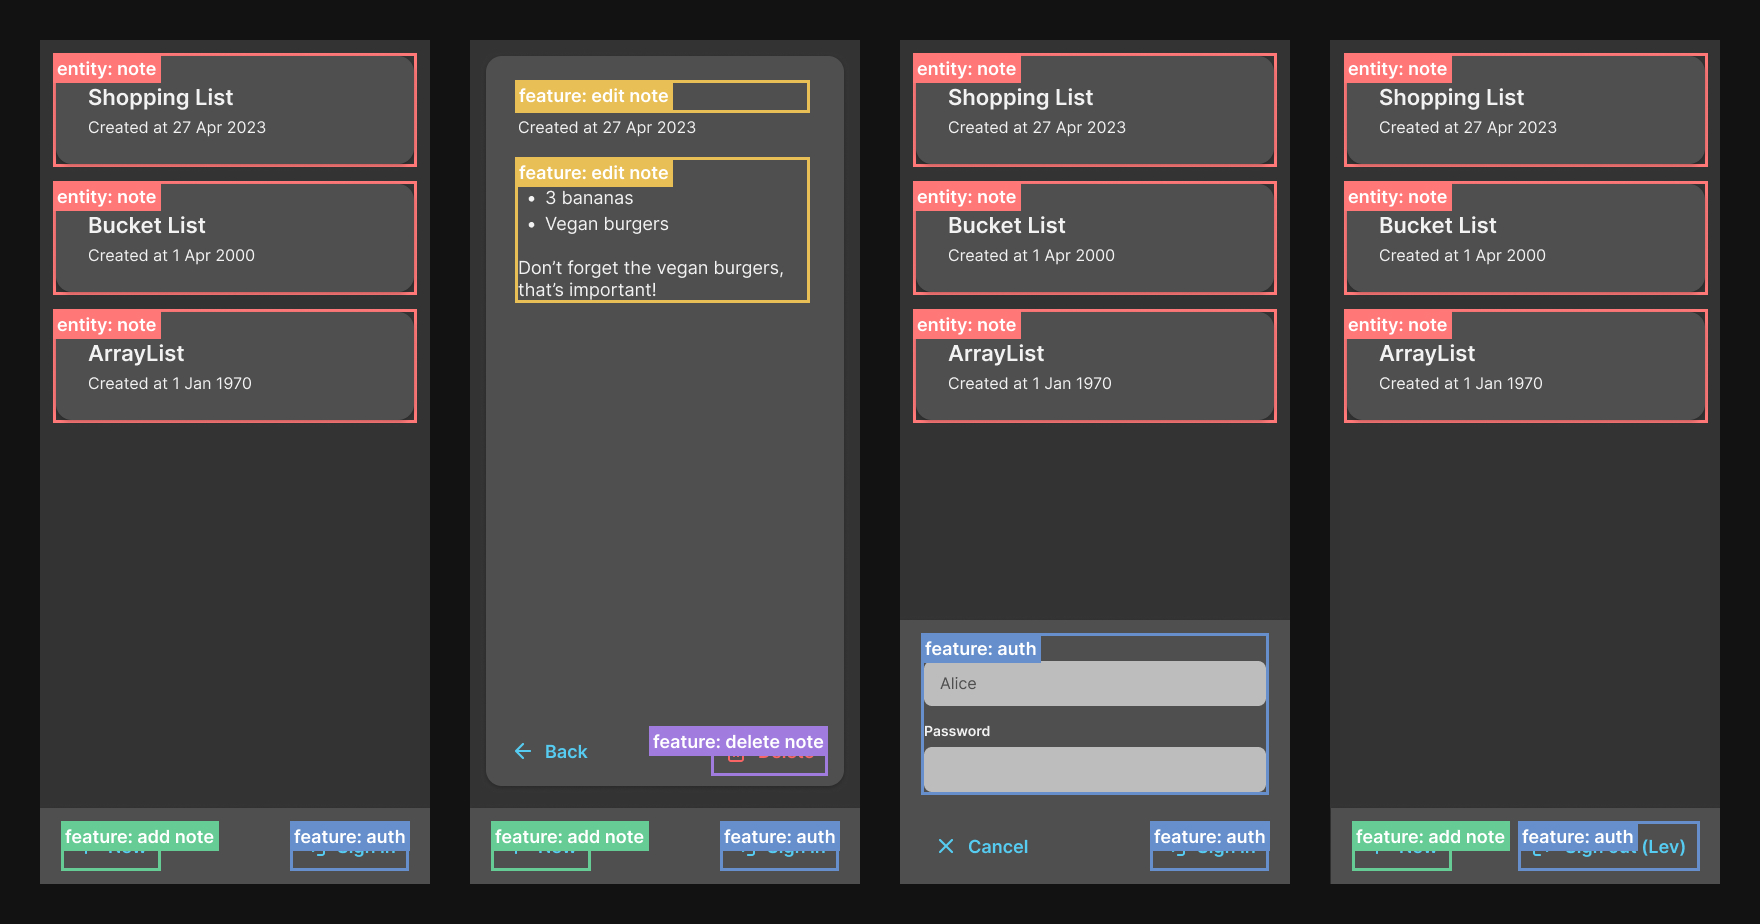 entity: note
Shopping List
Created at 27 Apr 2023
entity: note
Bucket List
Created at 1 Apr 2000
entity: note
ArrayList
Created at 1 Jan 1970
feature: add note
feature: auth
feature: edit note
Created at 27 Apr 2023
feature: edit note
• 3 bananas
• Vegan burgers
Don’t forget the vegan burgers,
that’s important!
Back
feature: delete note
Delete
feature: add note
feature: auth
entity: note
Shopping List
Created at 27 Apr 2023
entity: note
Bucket List
Created at 1 Apr 2000
entity: note
ArrayList
Created at 1 Jan 1970
feature: auth
Alice
Password
Cancel
feature: auth
Sign in
entity: note
Shopping List
Created at 27 Apr 2023
entity: note
Bucket List
Created at 1 Apr 2000
entity: note
ArrayList
Created at 1 Jan 1970
feature: add note
feature: auth
Sign out (Lev)